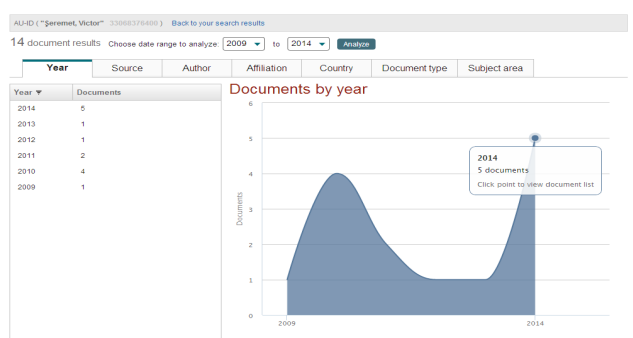 AU-ID ( "Şeremet, Victor" 33068376400 ) Back to your search results
14 document results Choose date range to analyze: 2009 to 2014 Analyze
Year Source Author Affiliation Country Document type Subject area
Year ▼ Documents
2014 5
2013 1
2012 1
2011 2
2010 4
2009 1
Documents by year
6
5
4
3
2
1
0
Documents
2014
5 documents
Click point to view document list
2009 2014